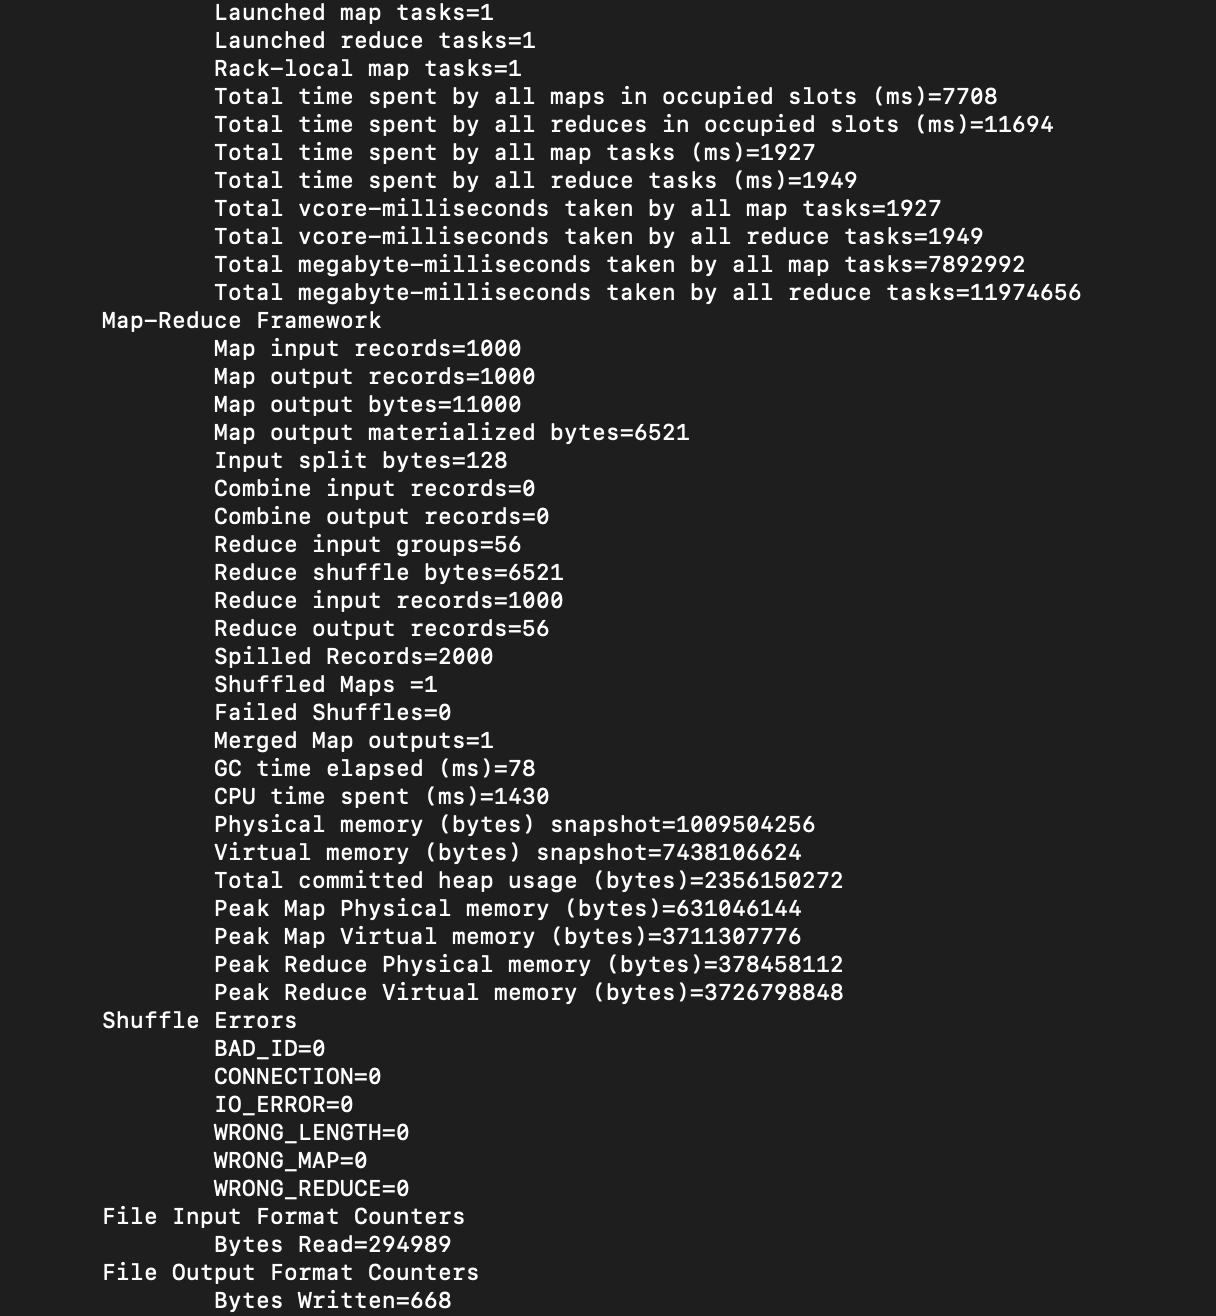 Launched map tasks=1
Launched reduce tasks=1
Rack-local map tasks=1
Total time spent by all maps in occupied slots (ms)=7708
Total time spent by all reduces in occupied slots (ms)=11694
Total time spent by all map tasks (ms)=1927
Total time spent by all reduce tasks (ms)=1949
Total vcore-milliseconds taken by all map tasks=1927
Total vcore-milliseconds taken by all reduce tasks=1949
Total megabyte-milliseconds taken by all map tasks=7892992
Total megabyte-milliseconds taken by all reduce tasks=11974656
Map-Reduce Framework
Map input records=1000
Map output records=1000
Map output bytes=11000
Map output materialized bytes=6521
Input split bytes=128
Combine input records=0
Combine output records=0
Reduce input groups=56
Reduce shuffle bytes=6521
Reduce input records=1000
Reduce output records=56
Spilled Records=2000
Shuffled Maps =1
Failed Shuffles=0
Merged Map outputs=1
GC time elapsed (ms)=78
CPU time spent (ms)=1430
Physical memory (bytes) snapshot=1009504256
Virtual memory (bytes) snapshot=7438106624
Total committed heap usage (bytes)=2356150272
Peak Map Physical memory (bytes)=631046144
Peak Map Virtual memory (bytes)=3711307776
Peak Reduce Physical memory (bytes)=378458112
Peak Reduce Virtual memory (bytes)=3726798848
Shuffle Errors
BAD_ID=0
CONNECTION=0
IO_ERROR=0
WRONG_LENGTH=0
WRONG_MAP=0
WRONG_REDUCE=0
File Input Format Counters
Bytes Read=294989
File Output Format Counters
Bytes Written=668